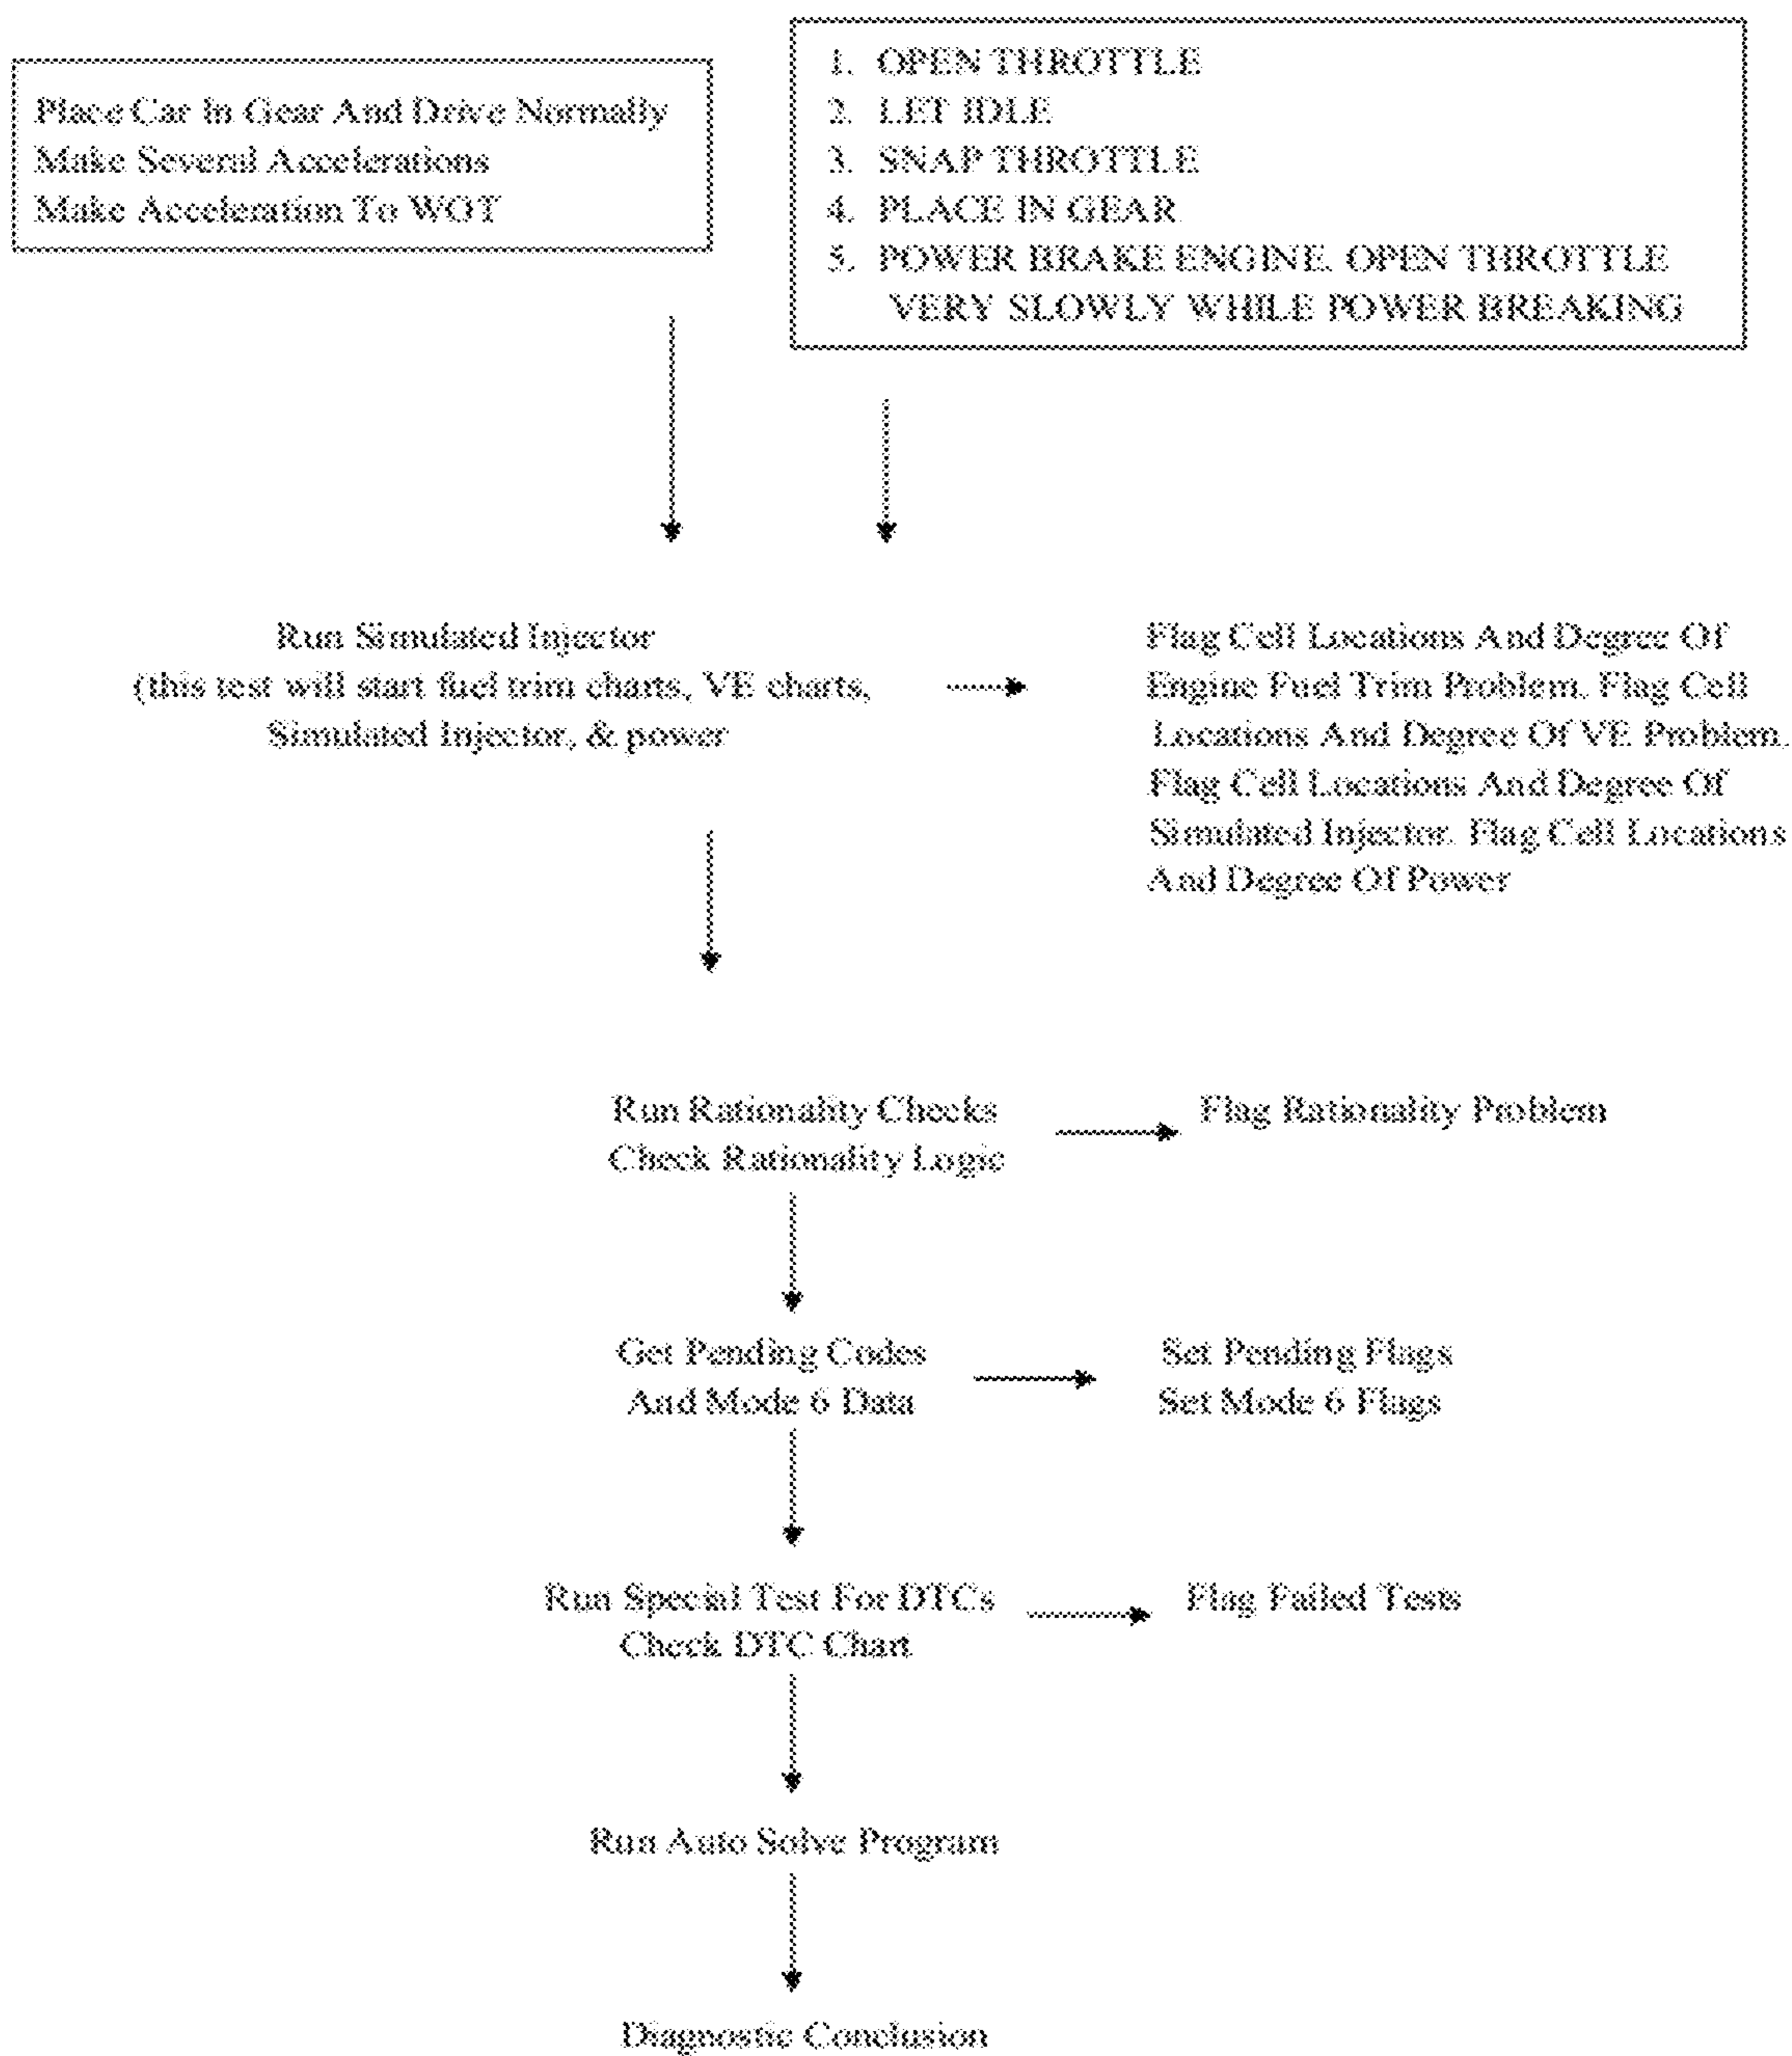 Place Car In Gear And Drive Normally
Make Several Accelerations
Make Acceleration To WOT
1. OPEN THROTTLE
2. LET IDLE
3. SNAP THROTTLE
4. PLACE IN GEAR
5. POWER BRAKE ENGINE. OPEN THROTTLE
VERY SLOWLY WHILE POWER BREAKING
Run Simulated Injector
(this test will start fuel trim charts, VE charts,
Simulated Injector, & power
Flag Cell Locations And Degree Of
Engine Fuel Trim Problem. Flag Cell
Locations And Degree Of VE Problem.
Flag Cell Locations And Degree Of
Simulated Injector. Flag Cell Locations
And Degree Of Power
Run Rationality Checks
Check Rationality Logic
Flag Rationality Problem
Get Pending Codes
And Mode 6 Data
Set Pending Flags
Set Mode 6 Flags
Run Special Test For DTC's
Check DTC Chart
Flag Failed Tests
Run Auto Solve Program
Diagnostic Conclusion